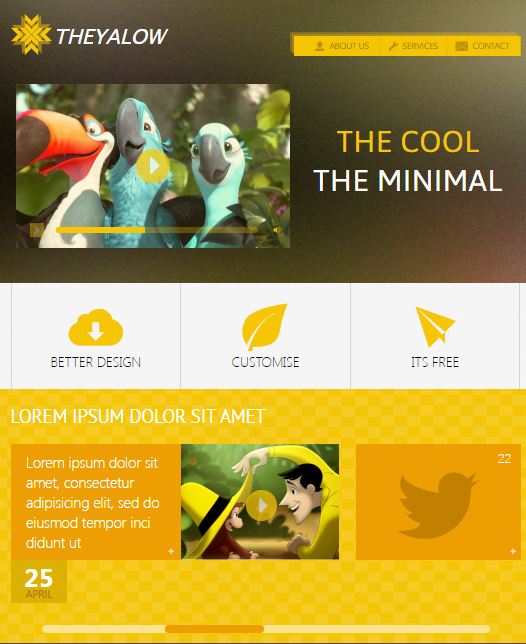 THEYALOW
ABOUT US
SERVICES
CONTACT
THE COOL
THE MINIMAL
BETTER DESIGN
CUSTOMISE
ITS FREE
LOREM IPSUM DOLOR SIT AMET
Lorem ipsum dolor sit
amet, consectetur
adipisicing elit, sed do
eiusmod tempor inci
didunt ut
+
22
+
25
APRIL